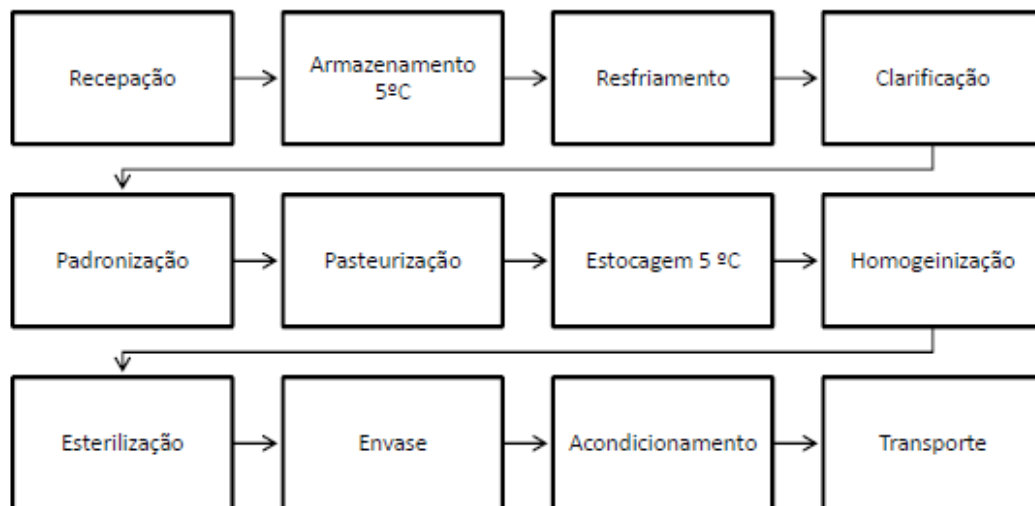 Recepação
Armazenamento
5ºC
Resfriamento
Clarificação
Padronização
Pasteurização
Estocagem 5 ºC
Homogeinização
Esterilização
Envase
Acondicionamento
Transporte